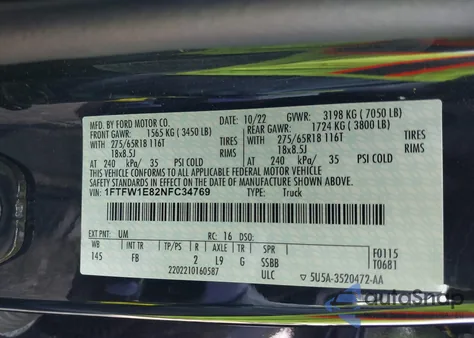 MFD. BY FORD MOTOR CO.
10/22 GVWR: 3198 KG ( 7050 LB)
FRONT GAWR: 1565 KG ( 3450 LB)
REAR GAWR: 1724 KG ( 3800 LB)
275/65R18 116T TIRES
275/65R18 116T TIRES
18x8.5J RIMS
18x8.5J RIMS
AT 240 kPa/ 35 PSI COLD
AT 240 kPa/ 35 PSI COLD
THIS VEHICLE CONFORMS TO ALL APPLICABLE FEDERAL MOTOR VEHICLE
SAFETY STANDARDS IN EFFECT ON THE DATE OF MANUFACTURE SHOWN ABOVE.
VIN: 1FTFW1E82NFC34769
TYPE: Truck
EXT PNT: UM RC: 16 DSO:
WB INT TR TP/PS R AXLE TR SPR F0115
145 FB 2 L9 G SSBB T0681
2202210160587 ULC 5U5A-3520472-AA
autoSnap